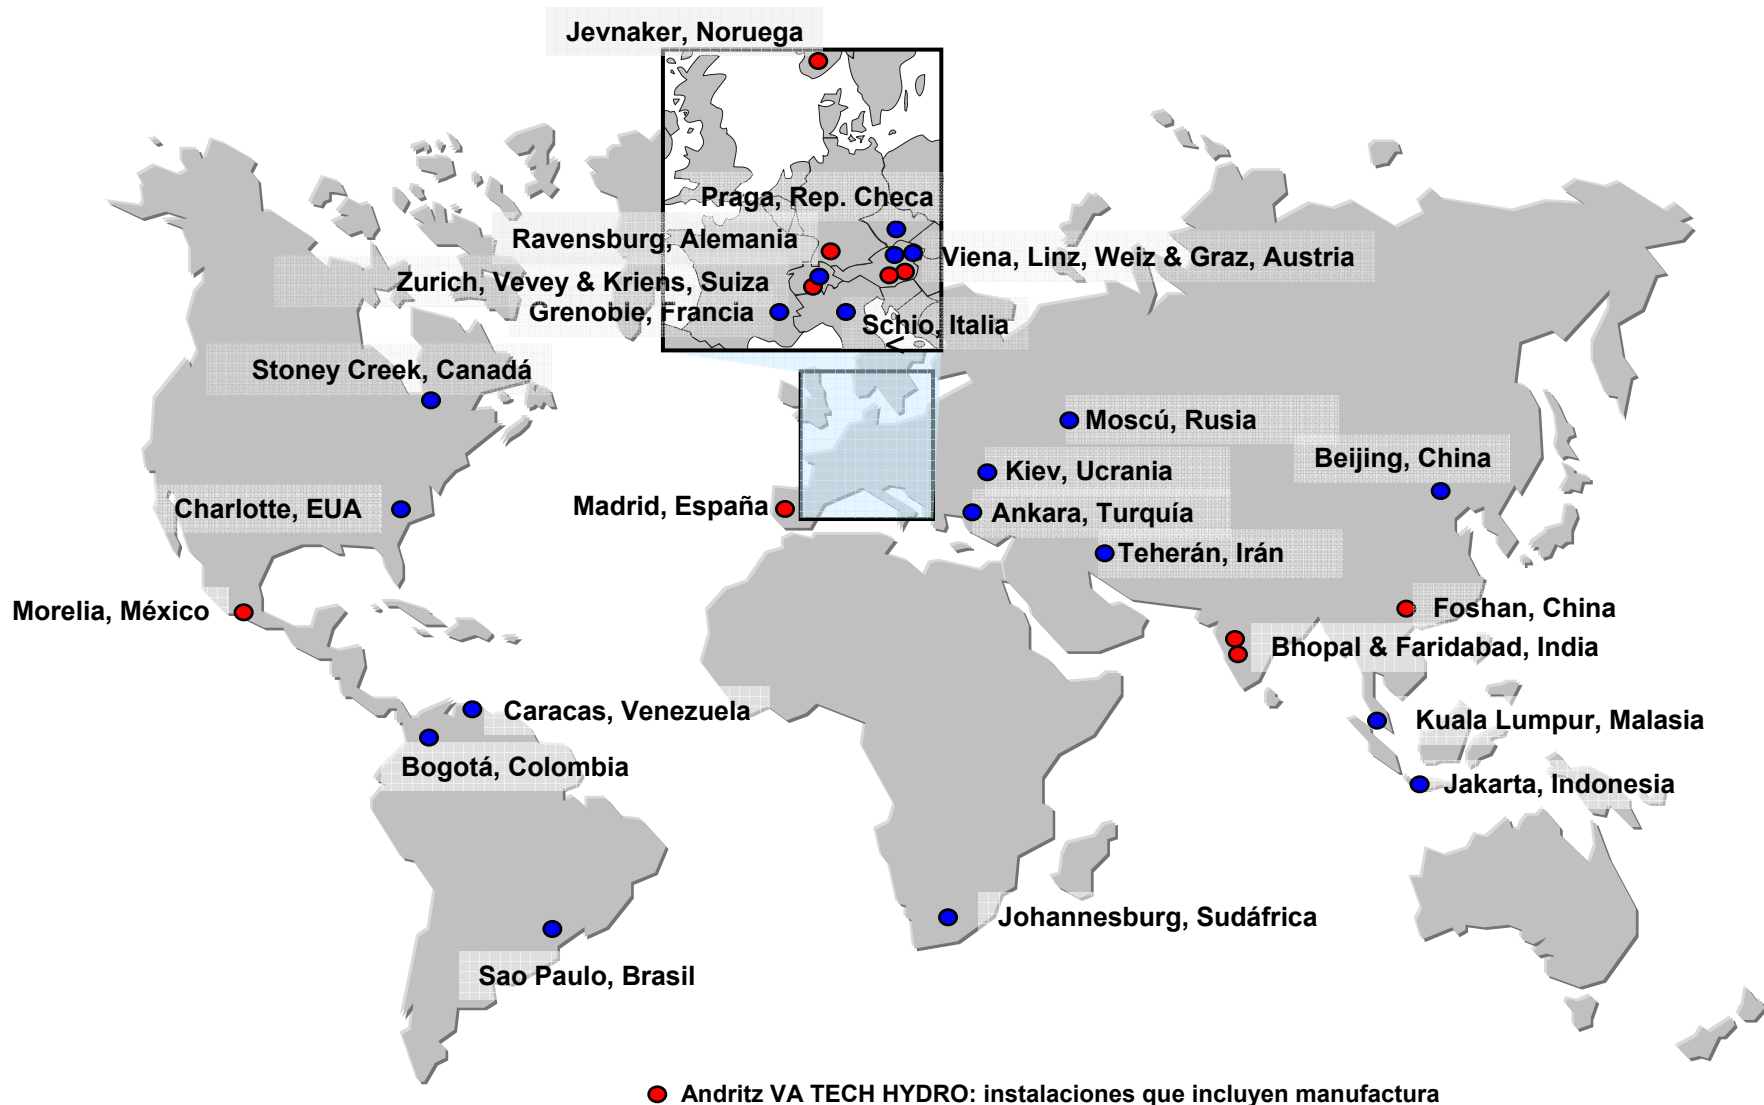 Jevnaker, Noruega
Praga, Rep. Checa
Ravensburg, Alemania
Viena, Linz, Weiz & Graz, Austria
Zurich, Vevey & Kriens, Suiza
Grenoble, Francia
Schio, Italia
V
Stoney Creek, Canadá
Moscú, Rusia
Beijing, China
Kiev, Ucrania
Charlotte, EUA
Madrid, España
Ankara, Turquía
Teherán, Irán
Morelia, México
Foshan, China
Bhopal & Faridabad, India
Caracas, Venezuela
Kuala Lumpur, Malasia
Bogotá, Colombia
Jakarta, Indonesia
Johannesburg, Sudáfrica
Sao Paulo, Brasil
Andritz VA TECH HYDRO: instalaciones que incluyen manufactura